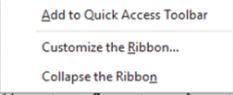 Add to Quick Access Toolbar
Customize the Ribbon...
Collapse the Ribbon